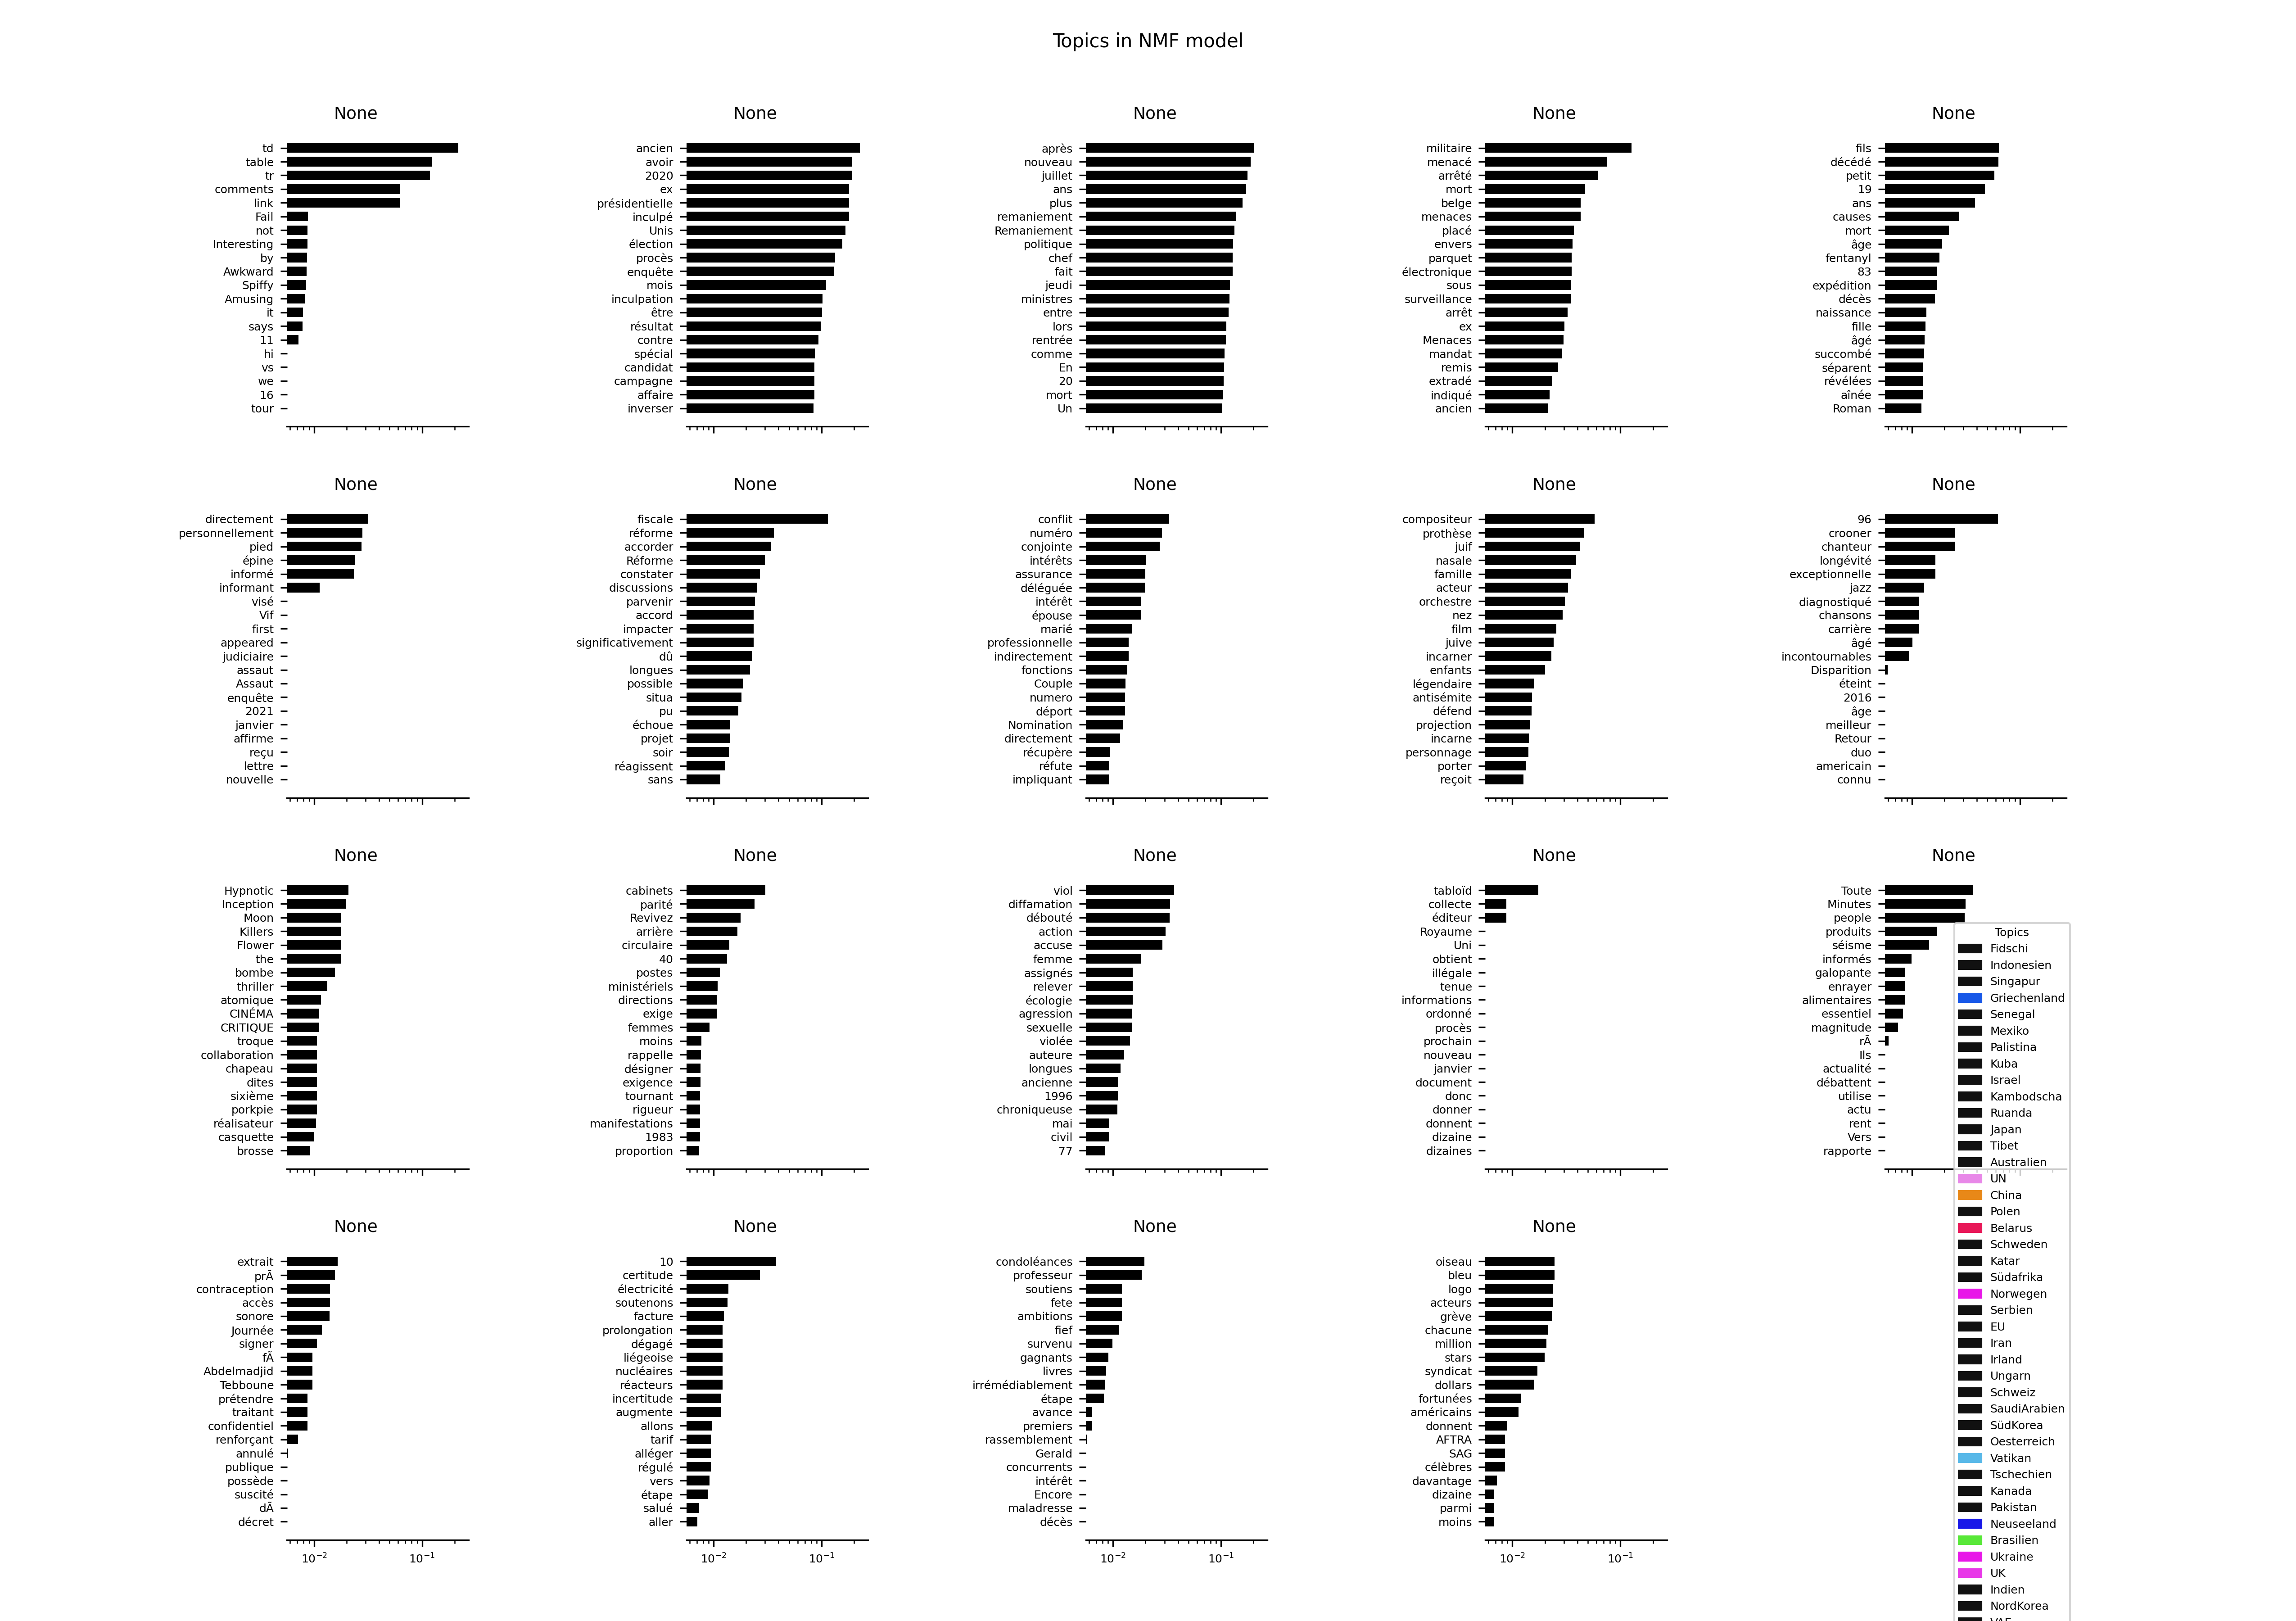 Topics in NMF model
None
td
table
tr
comments
link
Fail
not
Interesting
by
Awkward
Spiffy
Amusing
it
says
11
hi
vs
we
16
tour
None
ancien
avoir
2020
ex
présidentielle
inculpé
Unis
élection
procès
enquête
mois
inculpation
être
résultat
contre
spécial
candidat
campagne
affaire
inverser
None
après
nouveau
juillet
ans
plus
remaniement
Remaniement
politique
chef
fait
jeudi
ministres
entre
lors
rentrée
comme
En
20
mort
Un
None
militaire
menacé
arrêté
mort
belge
menaces
placé
envers
parquet
électronique
sous
surveillance
arrêt
ex
Menaces
mandat
remis
extradé
indiqué
ancien
None
fils
décédé
petit
19
ans
causes
mort
âge
fentanyl
83
expédition
décès
naissance
fille
âgé
succombé
séparent
révélées
aînée
Roman
None
directement
personnellement
pied
épine
informé
informant
visé
Vif
first
appeared
judiciaire
assaut
Assaut
enquête
2021
janvier
affirme
reçu
lettre
nouvelle
None
fiscale
réforme
accorder
Réforme
constater
discussions
parvenir
accord
impacter
significativement
dû
longues
possible
situa
pu
échoue
projet
soir
réagissent
sans
None
conflit
numéro
conjointe
intérêts
assurance
déléguée
intérêt
épouse
marié
professionnelle
indirectement
fonctions
Couple
numero
déport
Nomination
directement
récupère
réfute
impliquant
None
compositeur
prothèse
juif
nasale
famille
acteur
orchestre
nez
film
juive
incarner
enfants
légendaire
antisémite
défend
projection
incarne
personnage
porter
reçoit
None
96
crooner
chanteur
longévité
exceptionnelle
jazz
diagnostiqué
chansons
carrière
âgé
incontournables
Disparition
éteint
2016
âge
meilleur
Retour
duo
americain
connu
None
Hypnotic
Inception
Moon
Killers
Flower
the
bombe
thriller
atomique
CINÉMA
CRITIQUE
troque
collaboration
chapeau
dites
sixième
porkpie
réalisateur
casquette
brosse
None
cabinets
parité
Revivez
arrière
circulaire
40
postes
ministériels
directions
exige
femmes
moins
rappelle
désigner
exigence
tournant
rigueur
manifestations
1983
proportion
None
viol
diffamation
débouté
action
accuse
femme
assignés
relever
écologie
agression
sexuelle
violée
auteure
longues
ancienne
1996
chroniqueuse
mai
civil
77
None
tabloïd
collecte
éditeur
Royaume
Uni
obtient
illégale
tenue
informations
ordonné
procès
prochain
nouveau
janvier
document
donc
donner
donnent
dizaine
dizaines
None
Toute
Minutes
people
produits
séisme
informés
galopante
enrayer
alimentaires
essentiel
magnitude
rÃ
Ils
actualité
débattent
utilise
actu
rent
Vers
rapporte
None
extrait
prÃ
contraception
accès
sonore
Journée
signer
fÃ
Abdelmadjid
Tebboune
prétendre
traitant
confidentiel
renforçant
annulé
publique
possède
suscité
dÃ
décret
10⁻² 10⁻¹
None
10
certitude
électricité
soutenons
facture
prolongation
dégagé
liégeoise
nucléaires
réacteurs
incertitude
augmente
allons
tarif
alléger
régulé
vers
étape
salué
aller
10⁻² 10⁻¹
None
condoléances
professeur
soutiens
fete
ambitions
fief
survenu
gagnants
livres
irrémédiablement
étape
avance
premiers
rassemblement
Gerald
concurrents
intérêt
Encore
maladresse
décès
10⁻² 10⁻¹
None
oiseau
bleu
logo
acteurs
grève
chacune
million
stars
syndicat
dollars
fortunées
américains
donnent
AFTRA
SAG
célèbres
davantage
dizaine
parmi
moins
10⁻² 10⁻¹
Topics
Fidschi
Indonesien
Singapur
Griechenland
Senegal
Mexiko
Palistina
Kuba
Israel
Kambodscha
Ruanda
Japan
Tibet
Australien
UN
China
Polen
Belarus
Schweden
Katar
Südafrika
Norwegen
Serbien
EU
Iran
Irland
Ungarn
Schweiz
SaudiArabien
SüdKorea
Oesterreich
Vatikan
Tschechien
Kanada
Pakistan
Neuseeland
Brasilien
Ukraine
UK
Indien
NordKorea